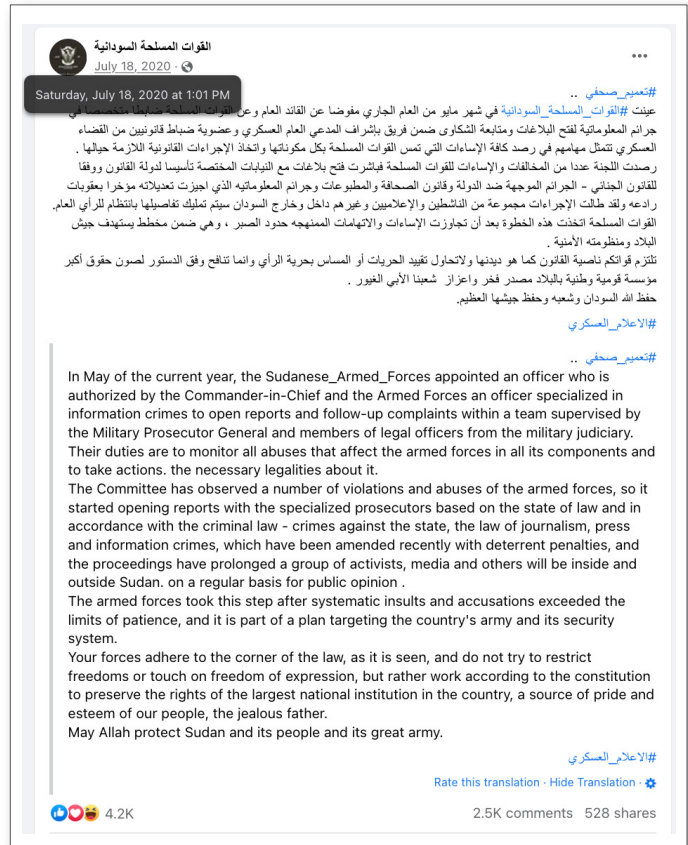 القوات المسلحة السودانية
July 18, 2020 ·
Saturday, July 18, 2020 at 1:01 PM
#تعميم_صحفي ..
عينت #القوات_المسلحة_السودانية في شهر مايو من العام الجاري مفوضا عن القائد العام وعن القوات المسلحة ضابطا متخصصا في
جرائم المعلوماتية لفتح البلاغات ومتابعة الشكاوى ضمن فريق بإشراف المدعي العام العسكري وعضوية ضباط قانونيين من القضاء
العسكري تتمثل مهامهم في رصد كافة الإساءات التي تمس القوات المسلحة بكل مكوناتها واتخاذ الإجراءات القانونية اللازمة حيالها .
رصدت اللجنة عددا من المخالفات والإساءات للقوات المسلحة فباشرت فتح بلاغات مع النيابات المختصة تأسيسا لدولة القانون ووفقا
للقانون الجنائي - الجرائم الموجهة ضد الدولة وقانون الصحافة والمطبوعات وجرائم المعلوماتيه الذي اجيزت تعديلاته مؤخرا بعقوبات
رادعه ولقد طالت الإجراءات مجموعة من الناشطين والإعلاميين وغيرهم داخل وخارج السودان سيتم تمليك تفاصيلها بانتظام للرأي العام.
القوات المسلحة اتخذت هذه الخطوة بعد أن تجاوزت الإساءات والاتهامات الممنهجه حدود الصبر ، وهي ضمن مخطط يستهدف جيش
البلاد ومنظومته الأمنية .
تلتزم قواتكم ناصية القانون كما هو ديدنها ولاتحاول تقييد الحريات أو المساس بحرية الرأي وانما تنافح وفق الدستور لصون حقوق أكبر
مؤسسة قومية وطنية بالبلاد مصدر فخر واعزاز شعبنا الأبي الغيور .
حفظ الله السودان وشعبه وحفظ جيشها العظيم.
#الاعلام_العسكري
#تعميم_صحفي ..
In May of the current year, the Sudanese_Armed_Forces appointed an officer who is
authorized by the Commander-in-Chief and the Armed Forces an officer specialized in
information crimes to open reports and follow-up complaints within a team supervised by
the Military Prosecutor General and members of legal officers from the military judiciary.
Their duties are to monitor all abuses that affect the armed forces in all its components and
to take actions. the necessary legalities about it.
The Committee has observed a number of violations and abuses of the armed forces, so it
started opening reports with the specialized prosecutors based on the state of law and in
accordance with the criminal law - crimes against the state, the law of journalism, press
and information crimes, which have been amended recently with deterrent penalties, and
the proceedings have prolonged a group of activists, media and others will be inside and
outside Sudan. on a regular basis for public opinion .
The armed forces took this step after systematic insults and accusations exceeded the
limits of patience, and it is part of a plan targeting the country's army and its security
system.
Your forces adhere to the corner of the law, as it is seen, and do not try to restrict
freedoms or touch on freedom of expression, but rather work according to the constitution
to preserve the rights of the largest national institution in the country, a source of pride and
esteem of our people, the jealous father.
May Allah protect Sudan and its people and its great army.
#الاعلام_العسكري
Rate this translation · Hide Translation ·
4.2K
2.5K comments 528 shares